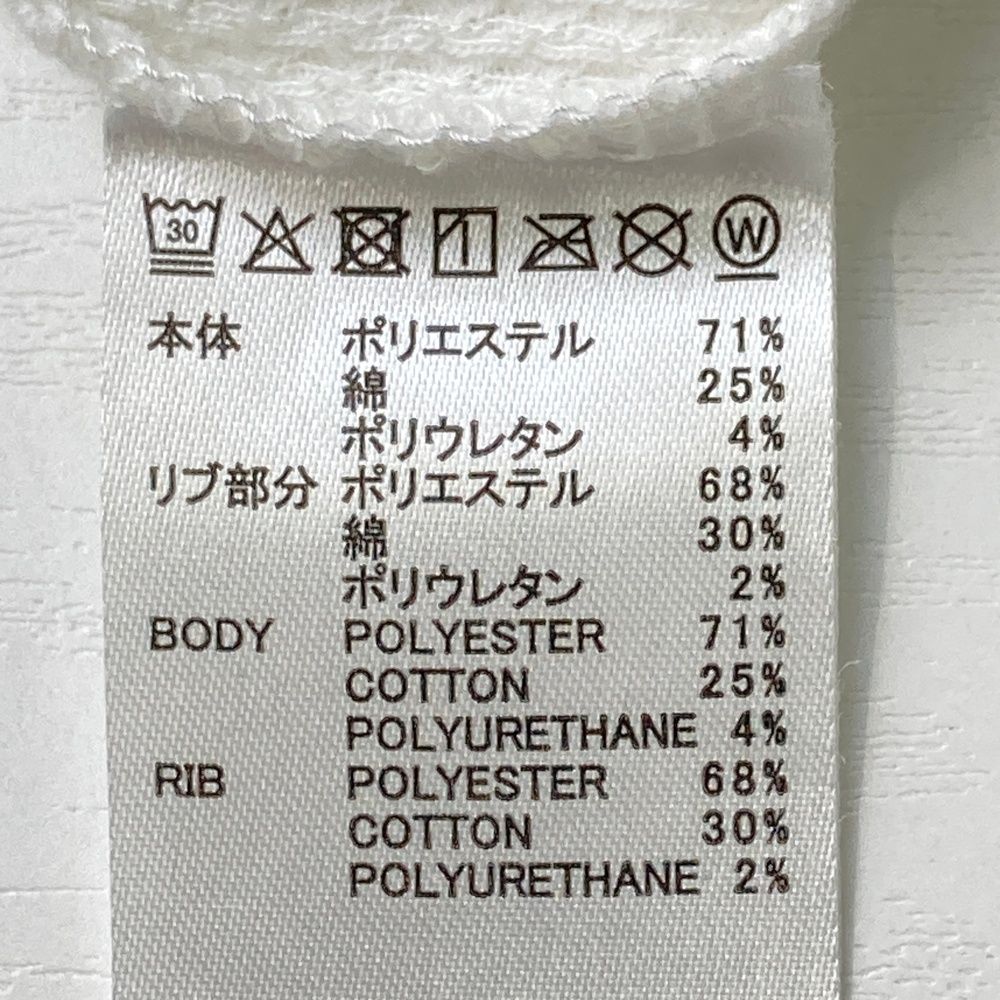 30 W
本体 ポリエステル 71%
綿 25%
ポリウレタン 4%
リブ部分 ポリエステル 68%
綿 30%
ポリウレタン 2%
BODY POLYESTER 71%
COTTON 25%
POLYURETHANE 4%
RIB POLYESTER 68%
COTTON 30%
POLYURETHANE 2%